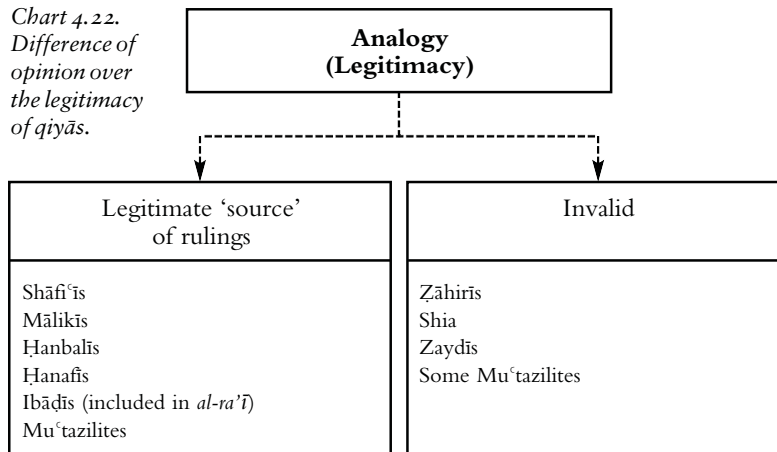 Chart 4.22.
Difference of
opinion over
the legitimacy
of qiyās.
Analogy
(Legitimacy)
Legitimate ‘source’
of rulings
Shāfiʿīs
Mālikīs
Ḥanbalīs
Ḥanafīs
Ibāḍīs (included in al-ra’ī)
Muʿtazilites
Invalid
Ẓāhirīs
Shia
Zaydīs
Some Muʿtazilites